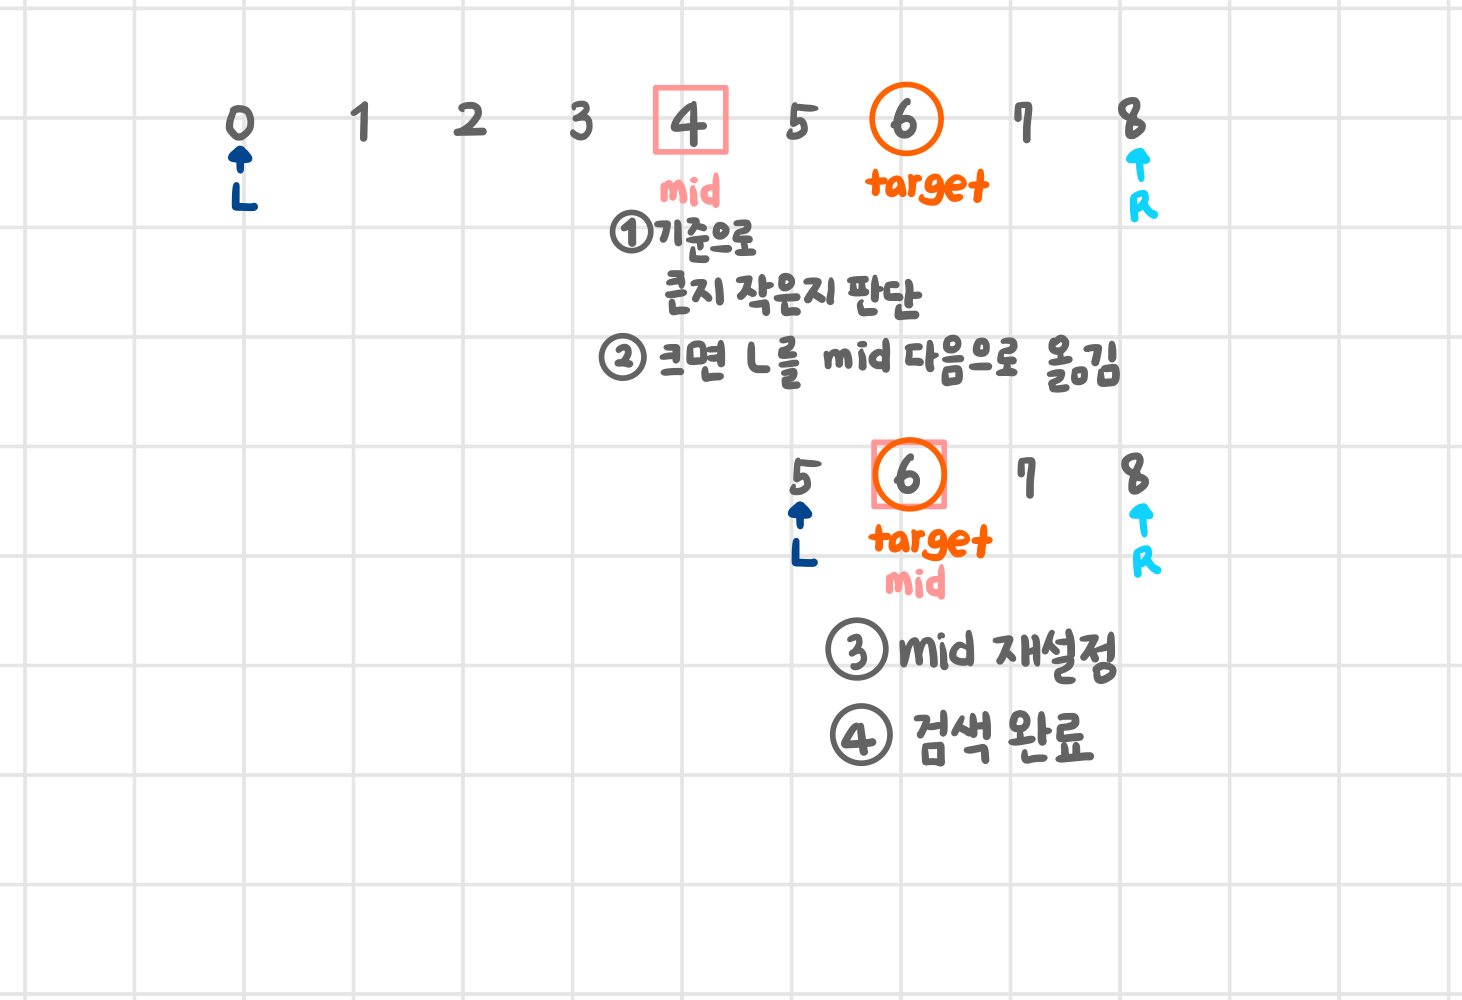 0 1 2 3 4 5 6 7 8
L mid target R
① 기준으로
큰지 작은지 판단
② 크면 L를 mid 다음으로 옮김
5 6 7 8
L target R
mid
③ mid 재설정
④ 검색 완료